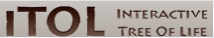 iTOL
Interactive
Tree Of Life